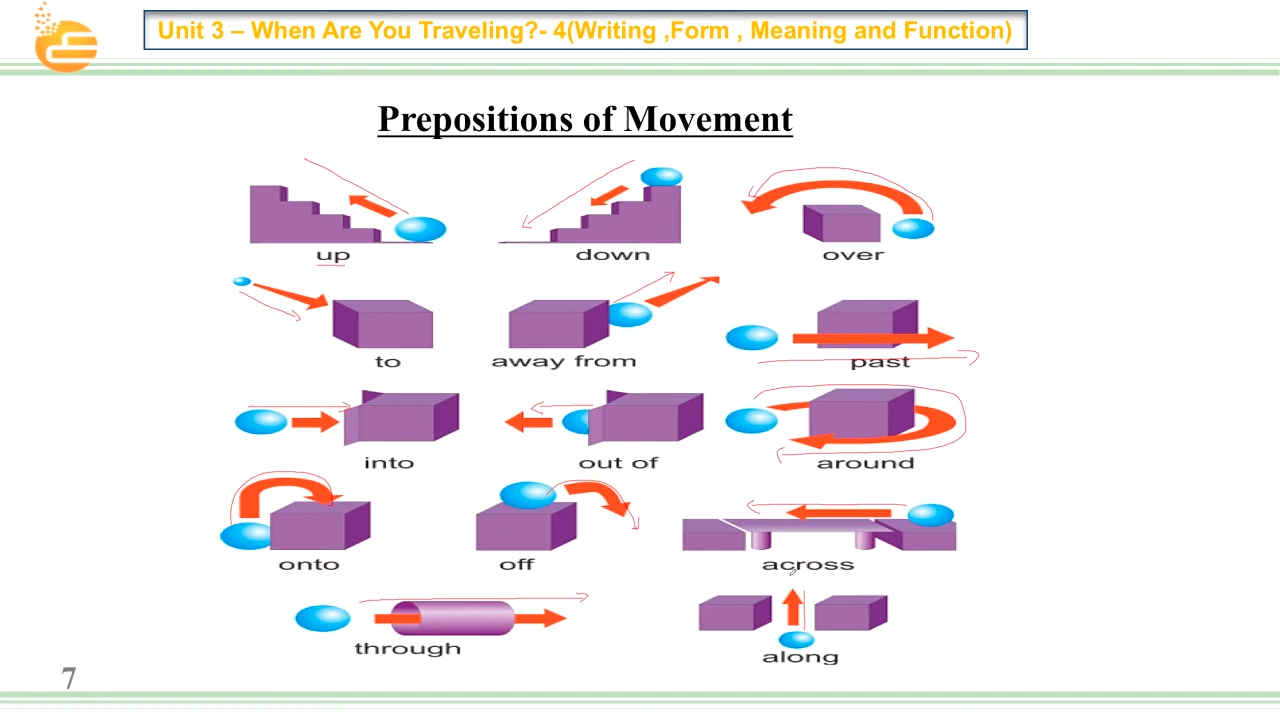 Unit 3 – When Are You Traveling?- 4(Writing ,Form , Meaning and Function)
Prepositions of Movement
up down over
to away from past
into out of around
onto off across
through along
7